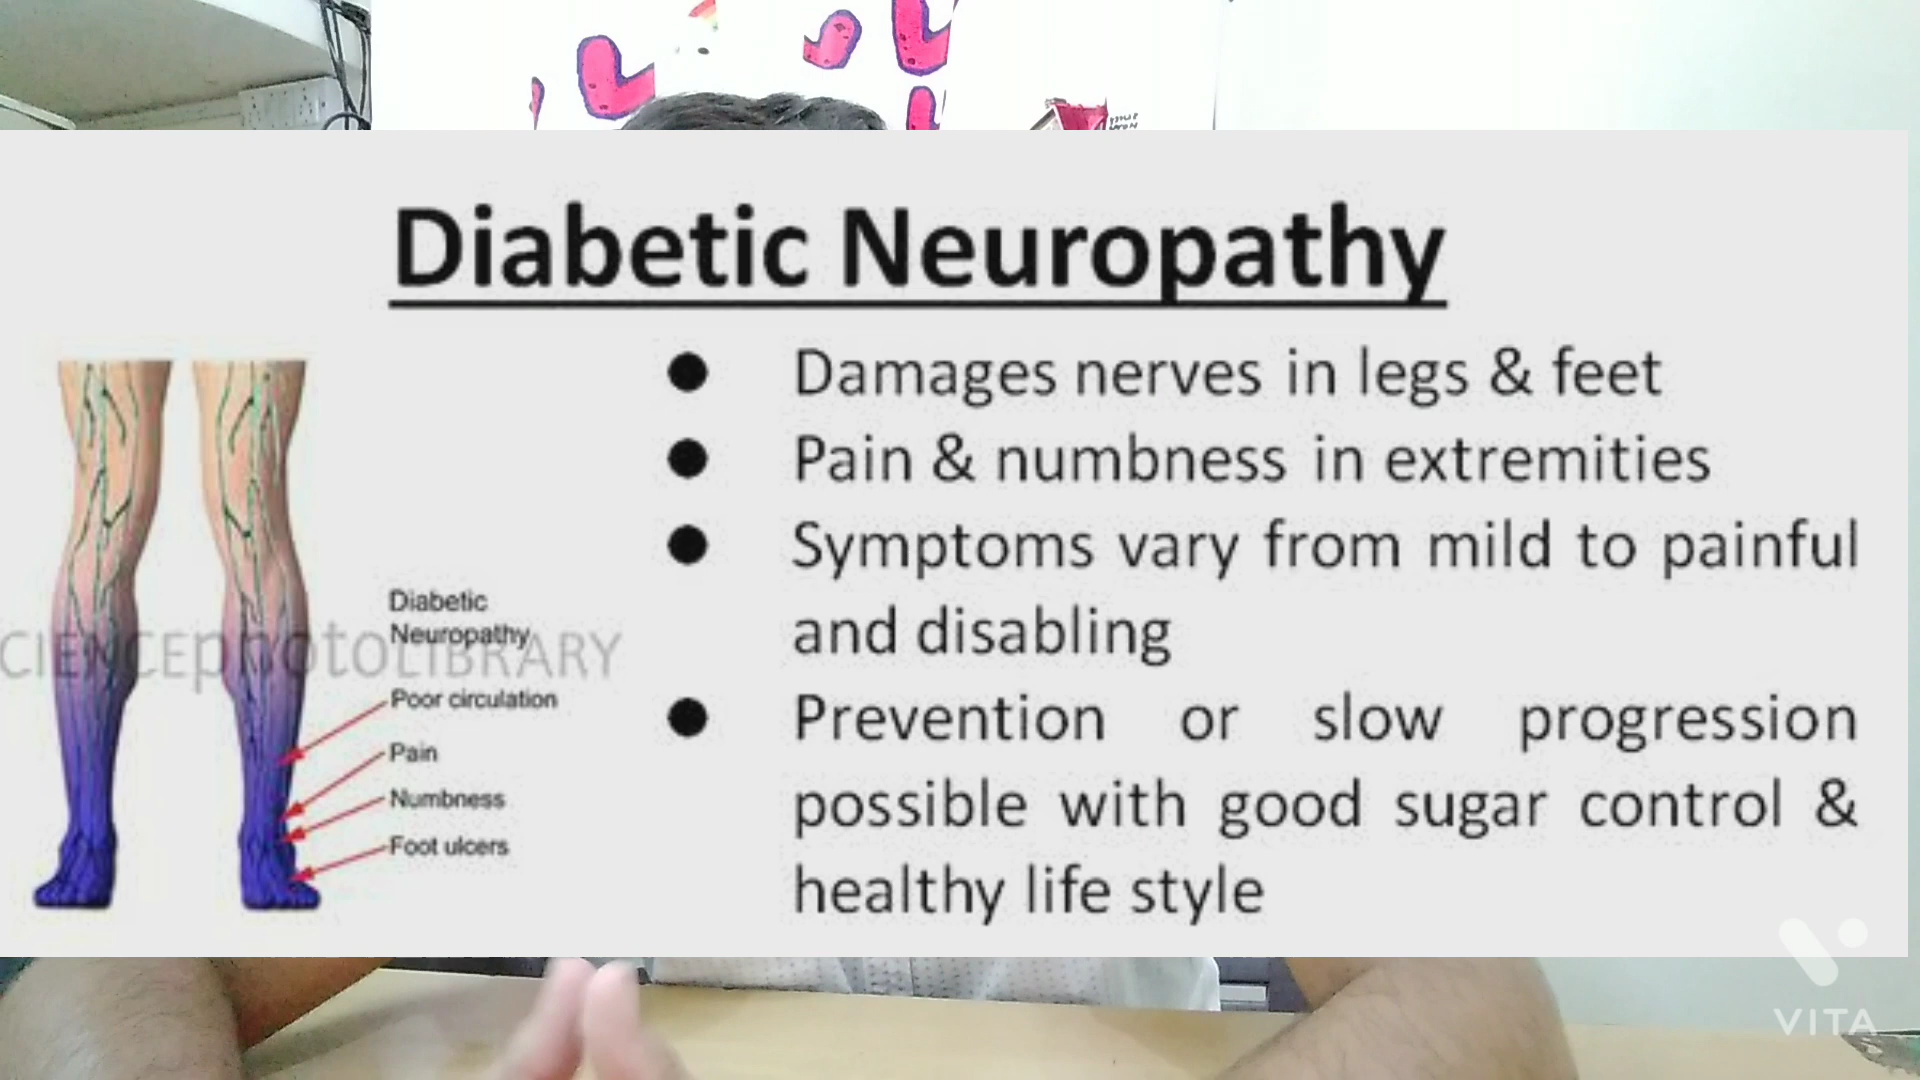 Diabetic Neuropathy
Damages nerves in legs & feet
Pain & numbness in extremities
Symptoms vary from mild to painful
and disabling
Prevention or slow progression
possible with good sugar control &
healthy life style
Diabetic
Neuropathy
Poor circulation
Pain
Numbness
Foot ulcers
CIENCEphotoLIBRARY
VITA